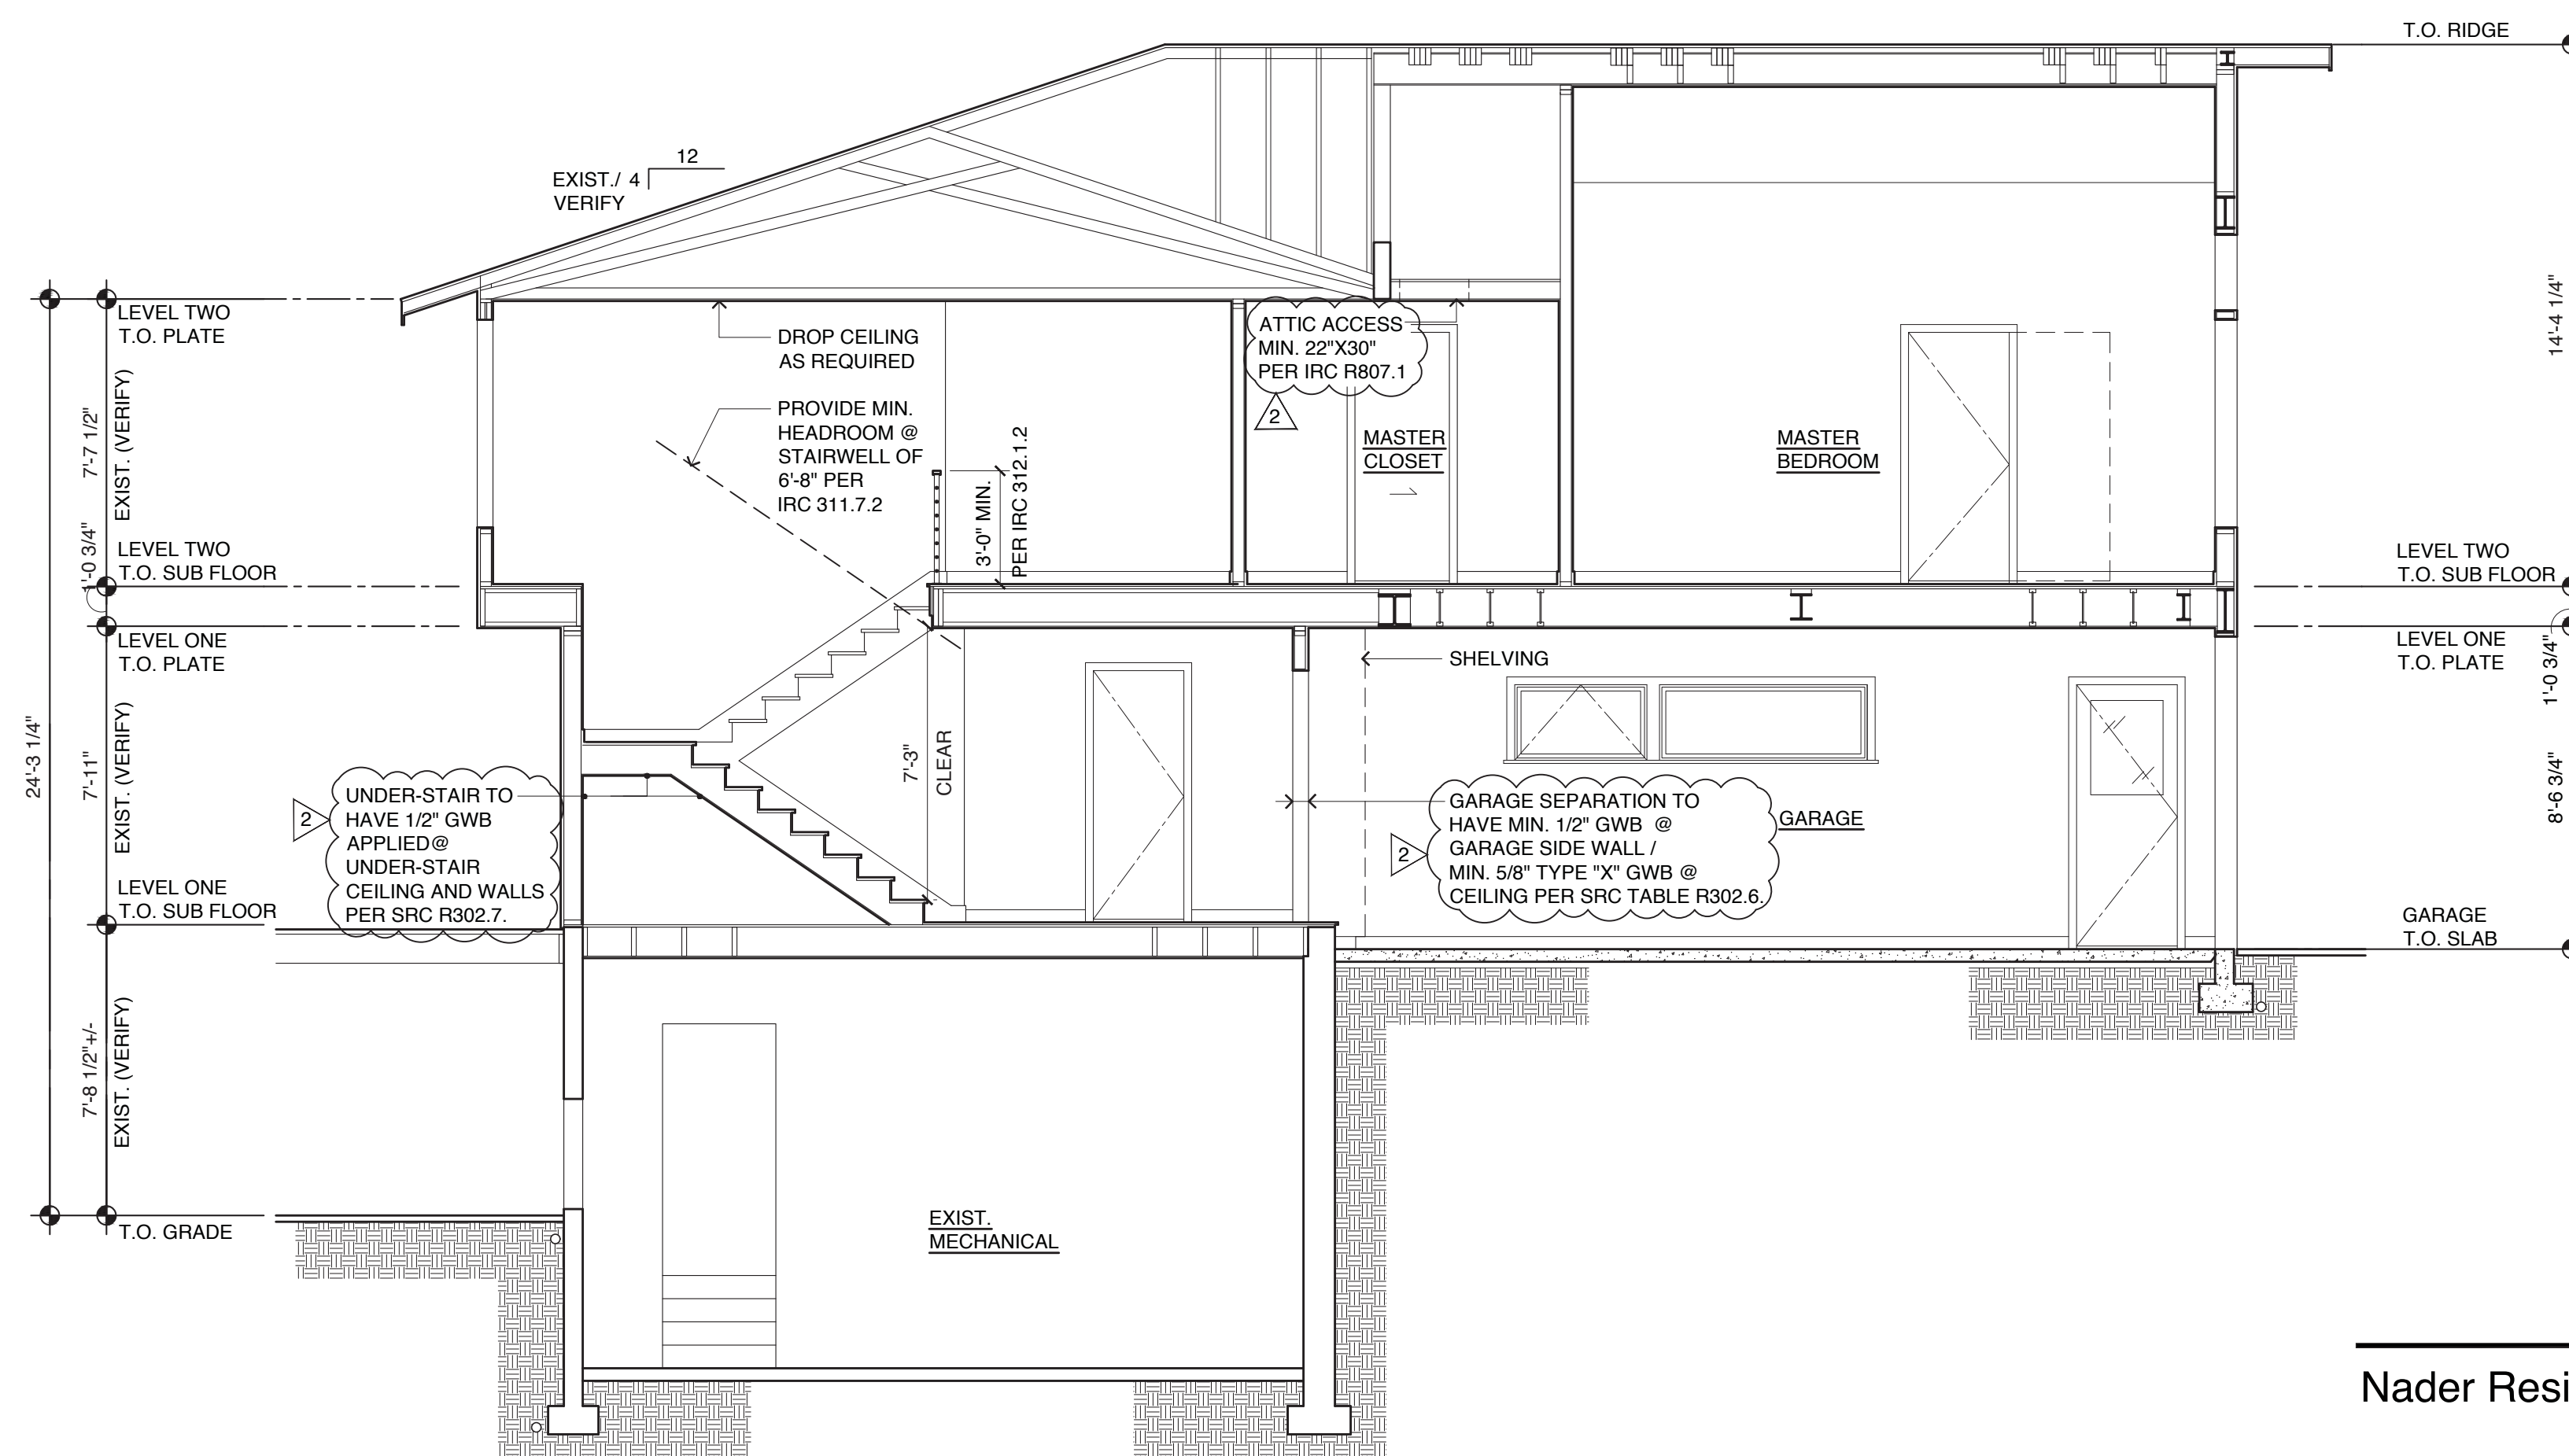 T.O. RIDGE
12
EXIST./ 4
VERIFY
LEVEL TWO
T.O. PLATE
DROP CEILING
AS REQUIRED
PROVIDE MIN.
HEADROOM @
STAIRWELL OF
6'-8" PER
IRC 311.7.2
3'-0" MIN.
PER IRC 312.1.2
ATTIC ACCESS
MIN. 22"X30"
PER IRC R807.1
2
MASTER
CLOSET
MASTER
BEDROOM
14'-4 1/4"
7'-7 1/2"
EXIST. (VERIFY)
1'-0 3/4"
LEVEL TWO
T.O. SUB FLOOR
LEVEL TWO
T.O. SUB FLOOR
LEVEL ONE
T.O. PLATE
LEVEL ONE
T.O. PLATE
1'-0 3/4"
SHELVING
24'-3 1/4"
7'-11"
EXIST. (VERIFY)
7'-3"
CLEAR
8'-6 3/4"
2
UNDER-STAIR TO
HAVE 1/2" GWB
APPLIED@
UNDER-STAIR
CEILING AND WALLS
PER SRC R302.7.
2
GARAGE SEPARATION TO
HAVE MIN. 1/2" GWB @
GARAGE SIDE WALL /
MIN. 5/8" TYPE "X" GWB @
CEILING PER SRC TABLE R302.6.
GARAGE
LEVEL ONE
T.O. SUB FLOOR
GARAGE
T.O. SLAB
7'-8 1/2"+/-
EXIST. (VERIFY)
T.O. GRADE
EXIST.
MECHANICAL
Nader Resi